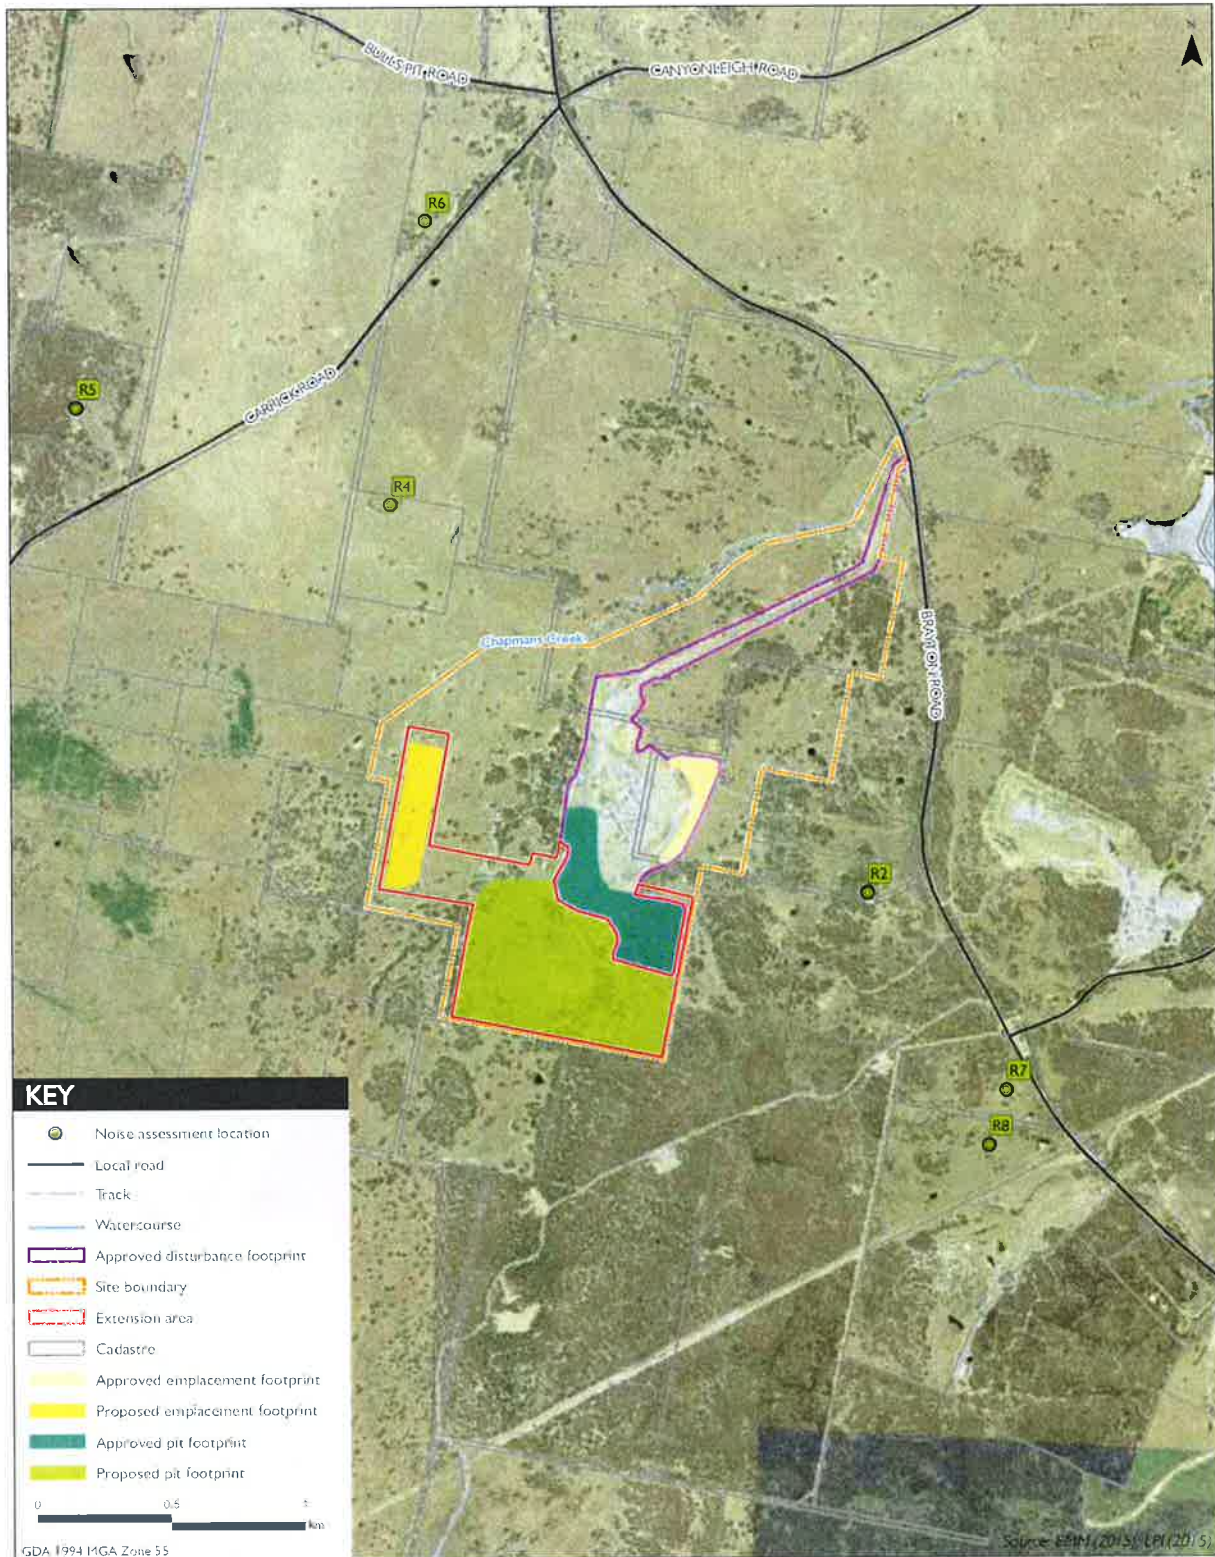 BULLS PIT ROAD
CANYONLEIGH ROAD
R6
CARRICK ROAD
R5
R4
Chapmans Creek
BRAYTON ROAD
R2
R7
R8
KEY
Noise assessment location
Local road
Track
Watercourse
Approved disturbance footprint
Site boundary
Extension area
Cadastre
Approved emplacement footprint
Proposed emplacement footprint
Approved pit footprint
Proposed pit footprint
0 0.5 1
km
GDA 1994 MGA Zone 55
Source: EMM (2015); LPI (2015)